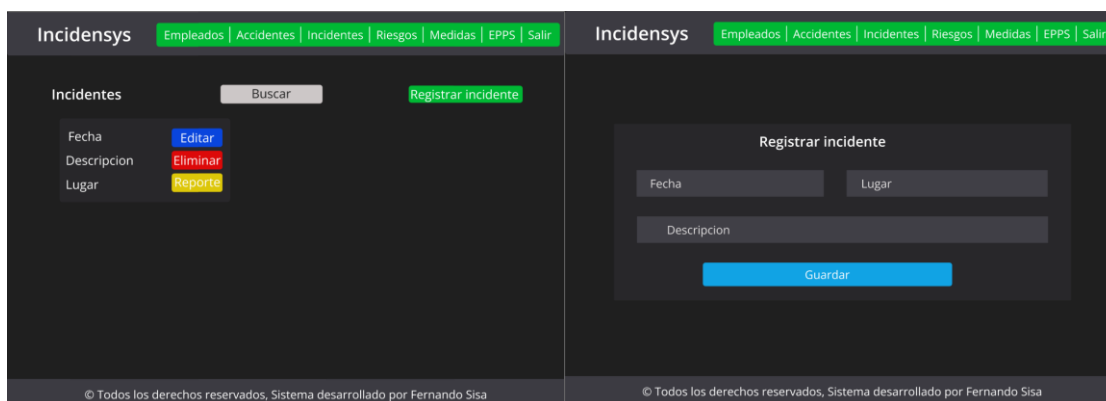 Incidensys
Empleados | Accidentes | Incidentes | Riesgos | Medidas | EPPS | Salir
Incidentes
Buscar
Registrar incidente
Fecha
Editar
Descripcion
Eliminar
Lugar
Reporte
© Todos los derechos reservados, Sistema desarrollado por Fernando Sisa
Incidensys
Empleados | Accidentes | Incidentes | Riesgos | Medidas | EPPS | Salir
Registrar incidente
Fecha
Lugar
Descripcion
Guardar
© Todos los derechos reservados, Sistema desarrollado por Fernando Sisa